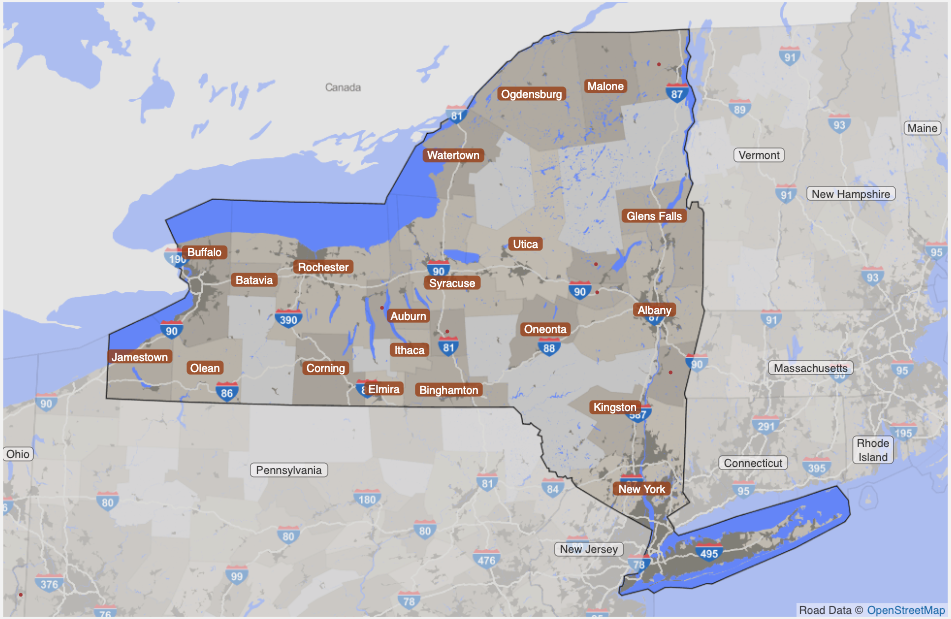 91
Canada
Malone
87
Ogdensburg
89
81
93
Maine
Watertown
Vermont
91
New Hampshire
Glens Falls
Utica
Buffalo
190
95
Rochester
90
93
Batavia
Syracuse
90
Albany
87
Auburn
390
91
Oneonta
90
Ithaca
81
88
Jamestown
90
Olean
Corning
Massachusetts
95
86
Elmira
Binghamton
90
Kingston
587
291
195
Ohio
Rhode
Island
Pennsylvania
Connecticut
395
81
84
New York
95
80
180
80
80
New Jersey
495
476
78
99
376
78
76
Road Data © OpenStreetMap